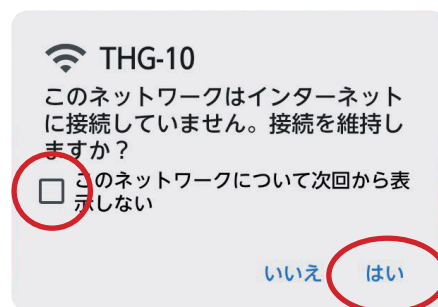 THG-10
このネットワークはインターネット
に接続していません。接続を維持し
ますか？
このネットワークについて次回から表
示しない
いいえ
はい